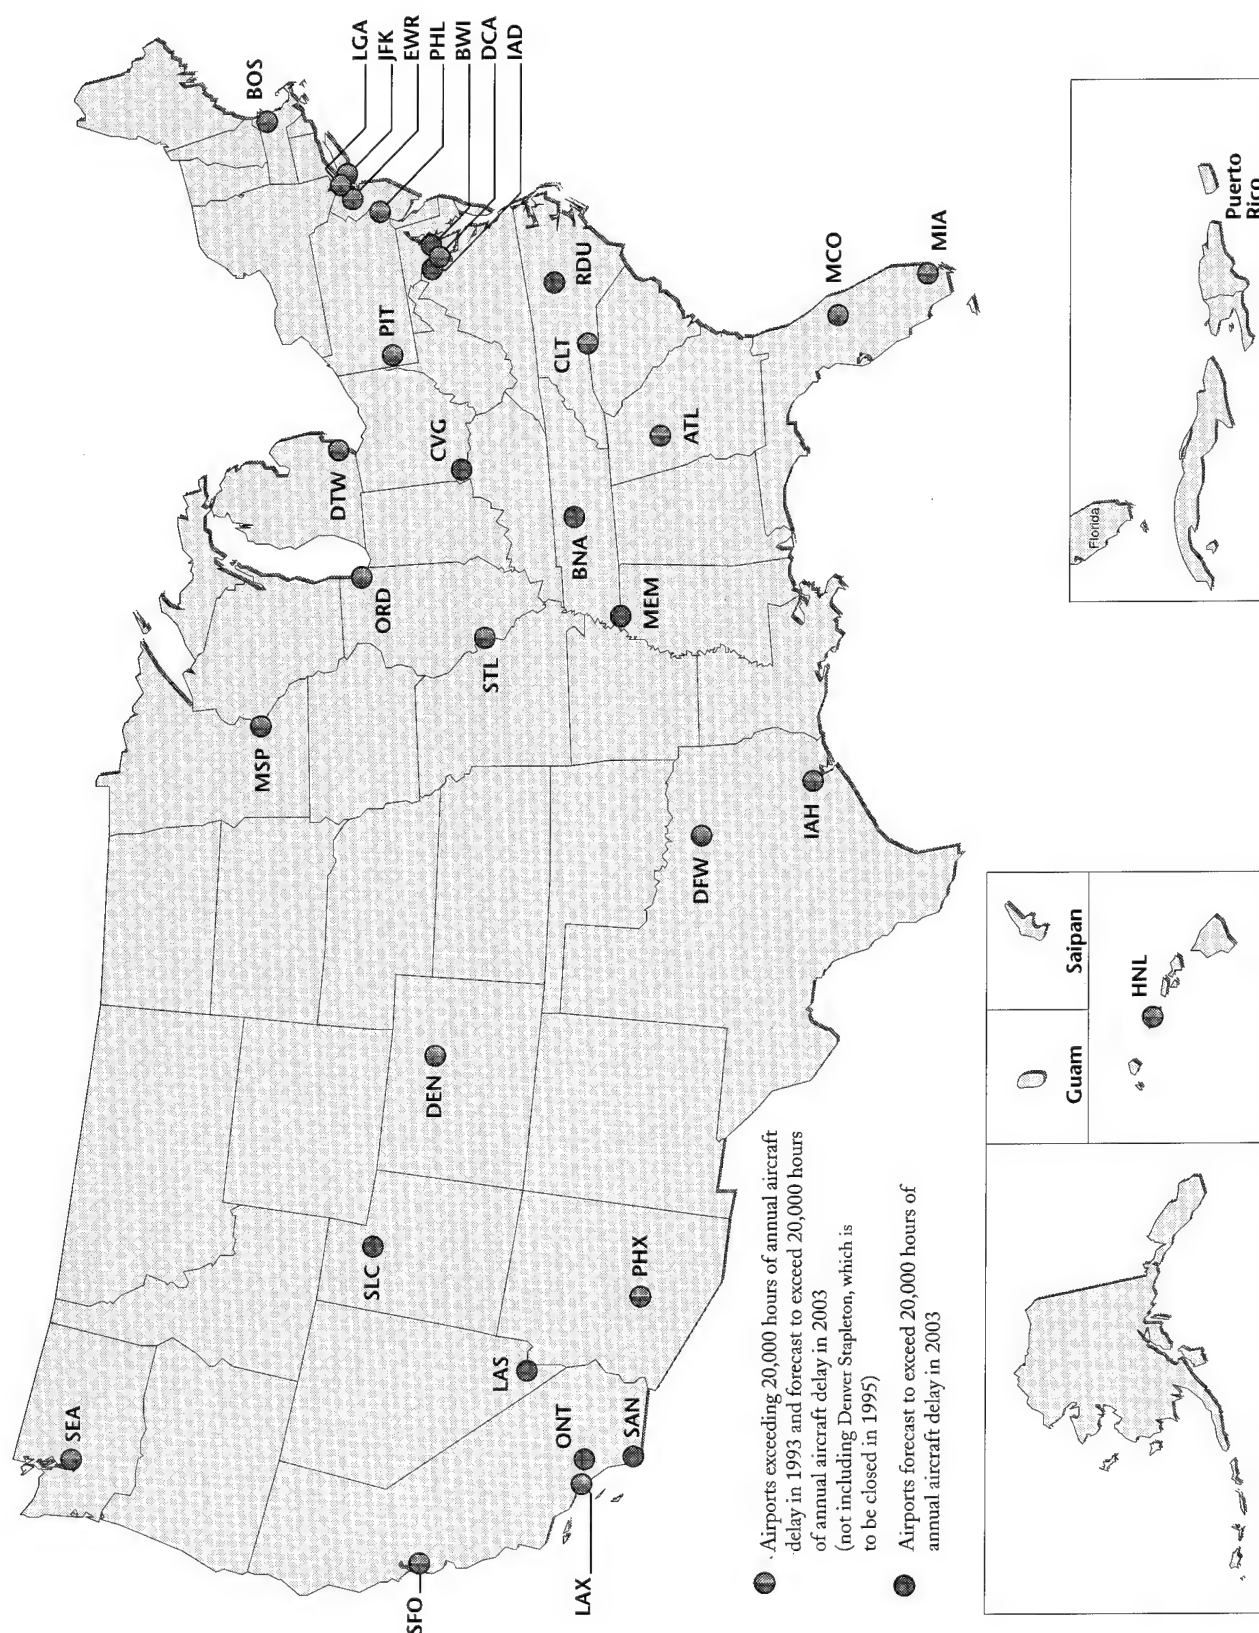 SEA
SFO
LAX
ONT
SAN
LAS
SLC
PHX
DEN
DFW
IAH
MSP
ORD
STL
MEM
BNA
DTW
CVG
ATL
PIT
CLT
RDU
MCO
MIA
BOS
LGA
JFK
EWR
PHL
BWI
DCA
IAD
Airports exceeding 20,000 hours of annual aircraft
delay in 1993 and forecast to exceed 20,000 hours
of annual aircraft delay in 2003
(not including Denver Stapleton, which is
to be closed in 1995)
Airports forecast to exceed 20,000 hours of
annual aircraft delay in 2003
Guam
Saipan
HNL
Florida
Puerto
Rico